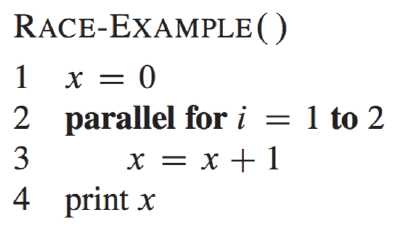 RACE-EXAMPLE()
1 x = 0
2 parallel for i = 1 to 2
3 x = x + 1
4 print x